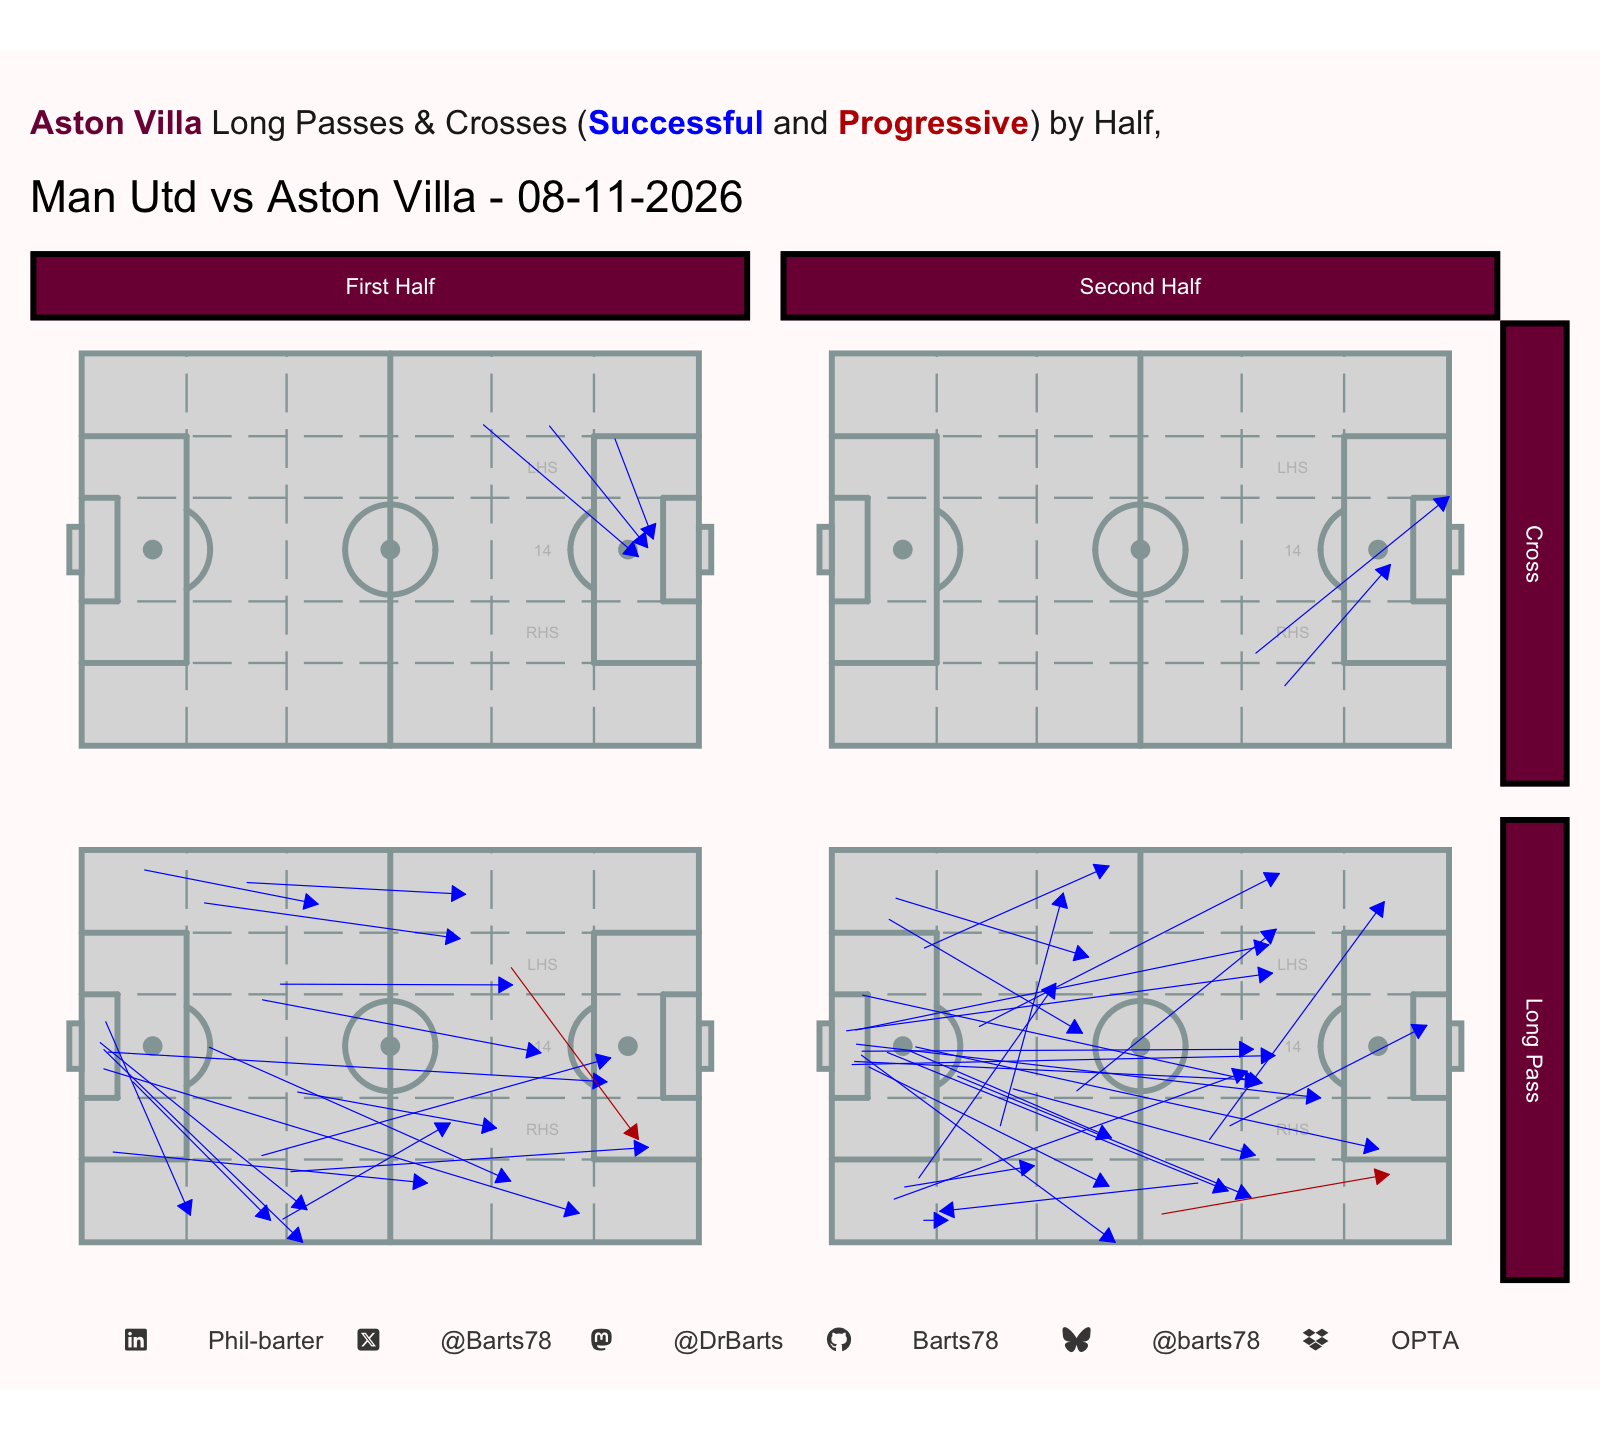 Aston Villa Long Passes & Crosses (Successful and Progressive) by Half,
Man Utd vs Aston Villa - 08-11-2026
First Half
Second Half
LHS
14
RHS
LHS
14
RHS
Cross
LHS
14
RHS
LHS
14
RHS
Long Pass
Phil-barter @Barts78 @DrBarts Barts78 @barts78 OPTA